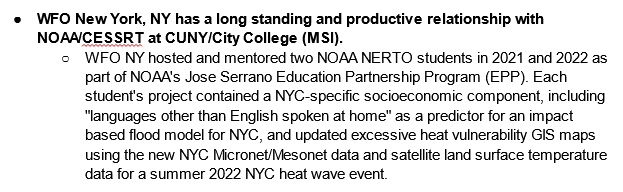 ● WFO New York, NY has a long standing and productive relationship with
NOAA/CESSRT at CUNY/City College (MSI).
○ WFO NY hosted and mentored two NOAA NERTO students in 2021 and 2022 as
part of NOAA's Jose Serrano Education Partnership Program (EPP). Each
student's project contained a NYC-specific socioeconomic component, including
"languages other than English spoken at home" as a predictor for an impact
based flood model for NYC, and updated excessive heat vulnerability GIS maps
using the new NYC Micronet/Mesonet data and satellite land surface temperature
data for a summer 2022 NYC heat wave event.